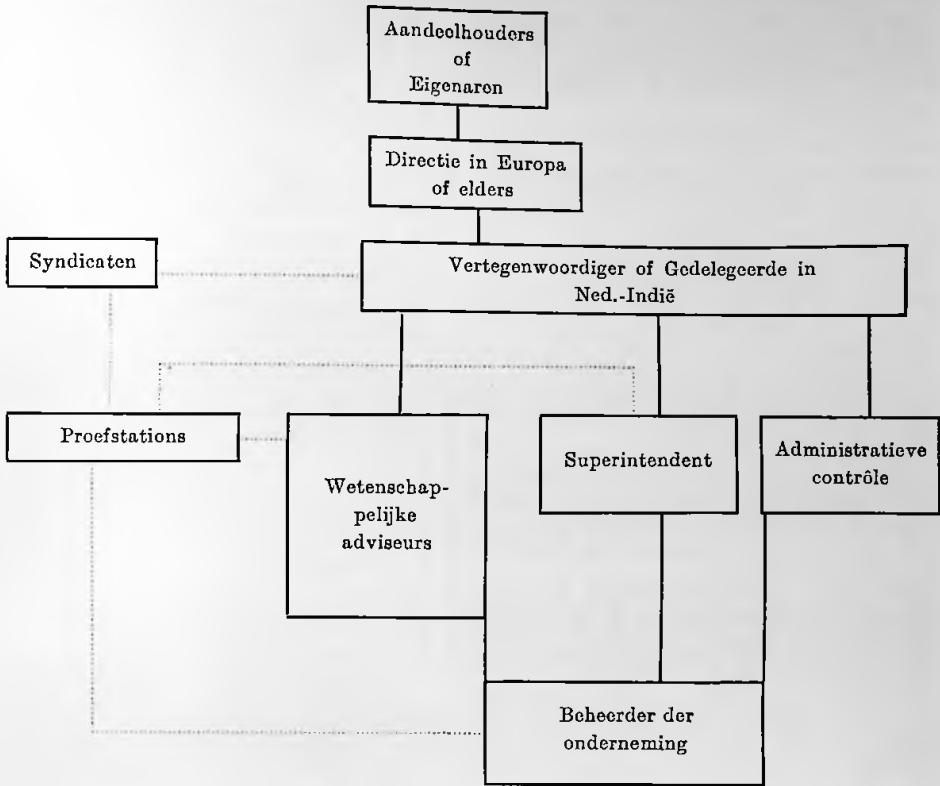 Aandeelhouders
of
Eigenaren
Directie in Europa
of elders
Syndicaten
Vertegenwoordiger of Gedelegeerde in
Ned.-Indië
Proefstations
Wetenschap-
pelijke
adviseurs
Superintendent
Administratieve
contrôle
Beheerder der
onderneming